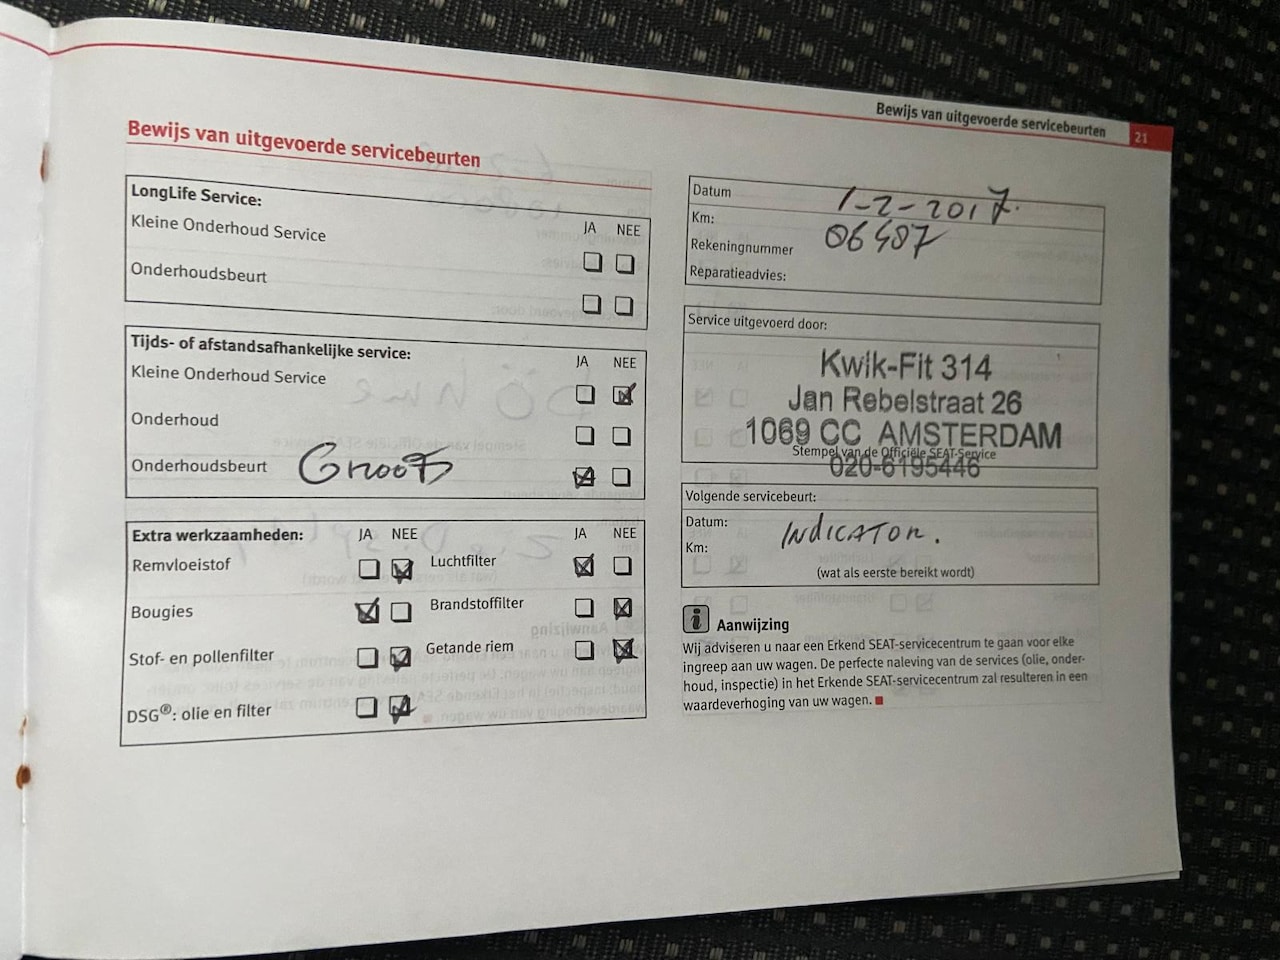 Bewijs van uitgevoerde servicebeurten 21
Bewijs van uitgevoerde servicebeurten
LongLife Service:
JA NEE
Kleine Onderhoud Service
Onderhoudsbeurt
Tijds- of afstandsafhankelijke service:
JA NEE
Kleine Onderhoud Service
Onderhoud
Onderhoudsbeurt Groot
Extra werkzaamheden: JA NEE JA NEE
Remvloeistof Luchtfilter
Bougies Brandstoffilter
Stof- en pollenfilter Getande riem
DSG®: olie en filter
Datum 1-2-2017.
Km: 06487
Rekeningnummer
Reparatieadvies:
Service uitgevoerd door:
Kwik-Fit 314
Jan Rebelstraat 26
1069 CC AMSTERDAM
Stempel van de Officiële SEAT-Service
020-6195446
Volgende servicebeurt:
Datum: INDICATOR.
Km:
(wat als eerste bereikt wordt)
i Aanwijzing
Wij adviseren u naar een Erkend SEAT-servicecentrum te gaan voor elke
ingreep aan uw wagen. De perfecte naleving van de services (olie, onder-
houd, inspectie) in het Erkende SEAT-servicecentrum zal resulteren in een
waardeverhoging van uw wagen.